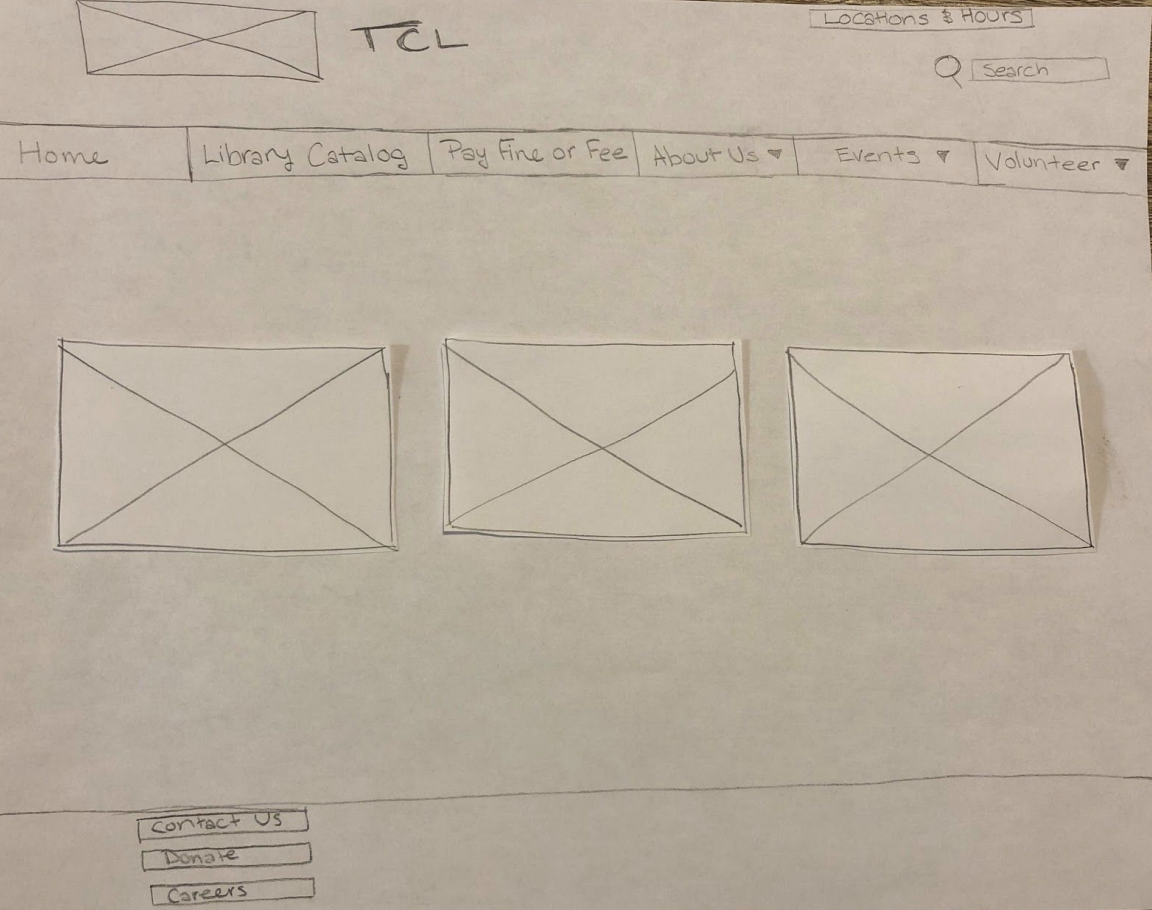 TCL
Locations & Hours
Search
Home Library Catalog Pay Fine or Fee About Us Events Volunteer
Contact Us
Donate
Careers